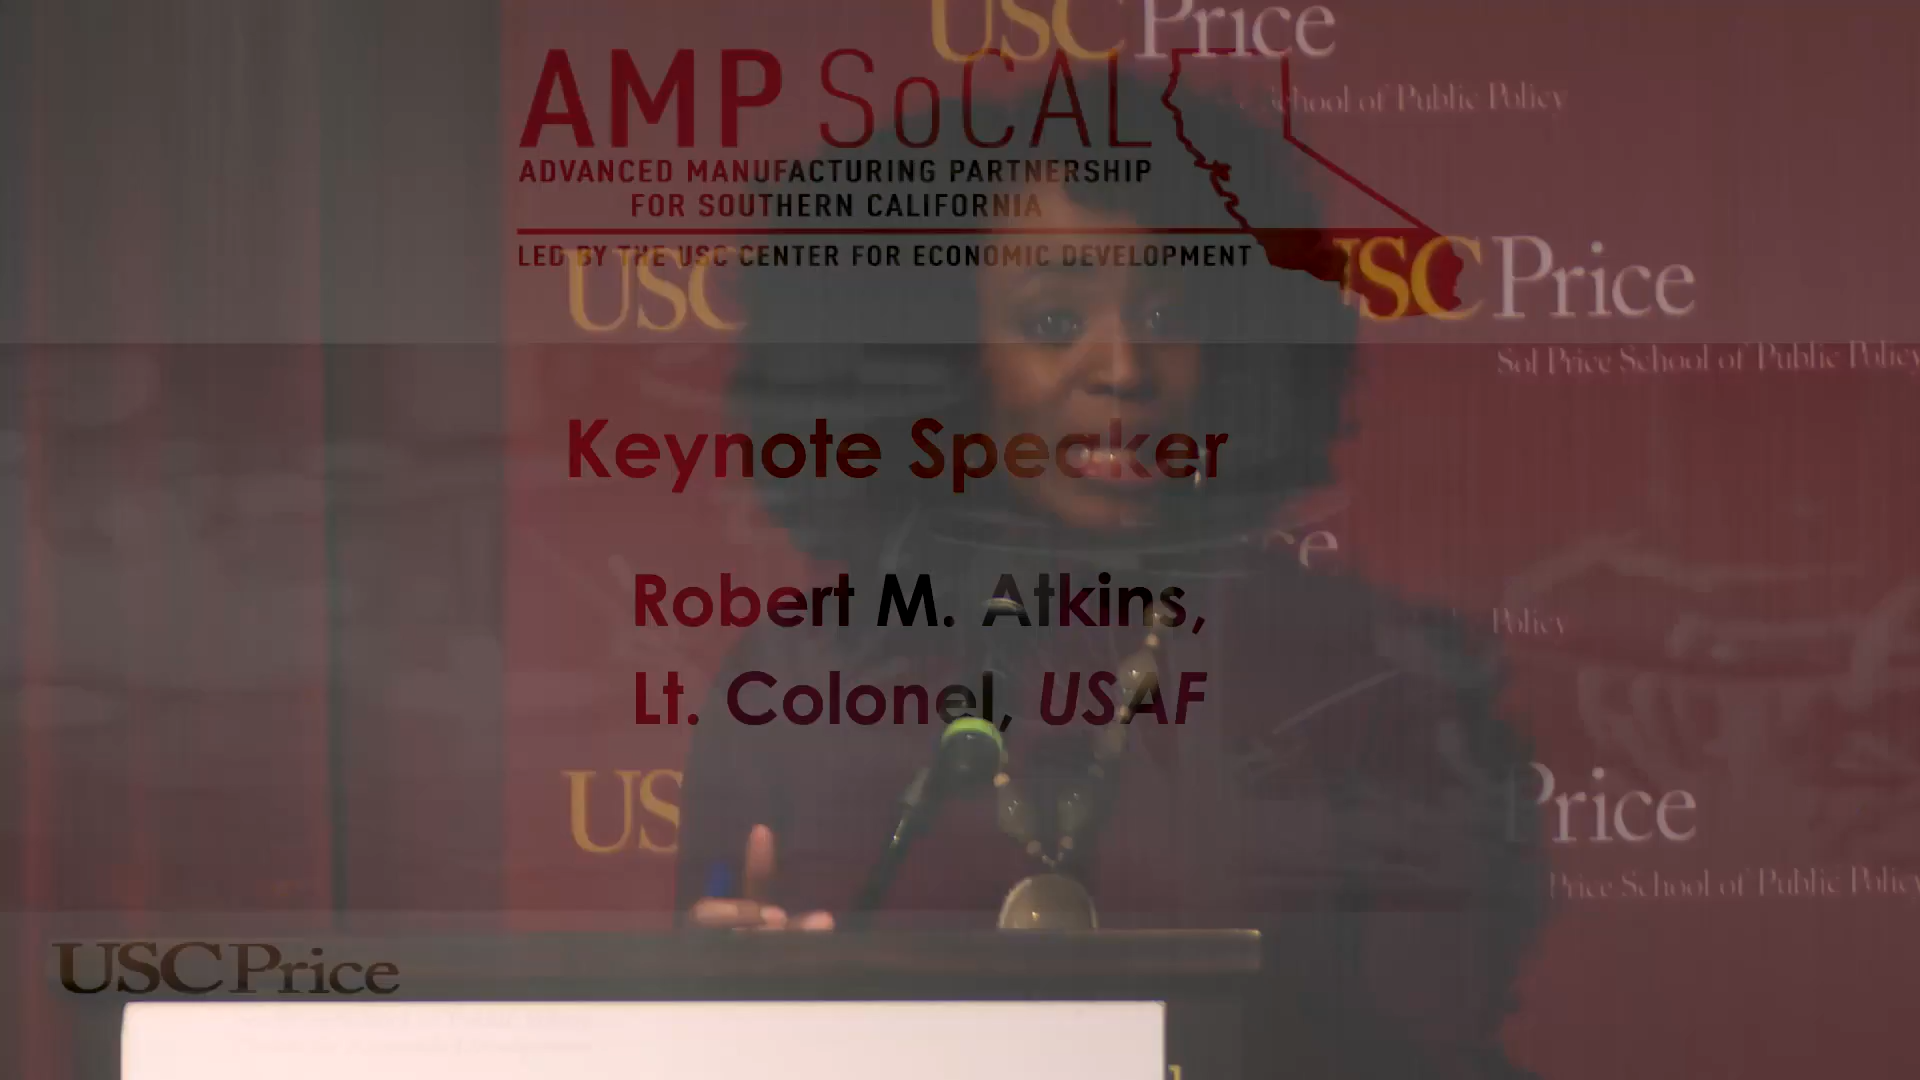 USC Price
School of Public Policy
AMP SoCAL
ADVANCED MANUFACTURING PARTNERSHIP
FOR SOUTHERN CALIFORNIA
LED BY THE USC CENTER FOR ECONOMIC DEVELOPMENT
USC
USC Price
Sol Price School of Public Policy
Keynote Speaker
Robert M. Atkins,
Policy
Lt. Colonel, USAF
US
Price
Price School of Public Policy
USC Price